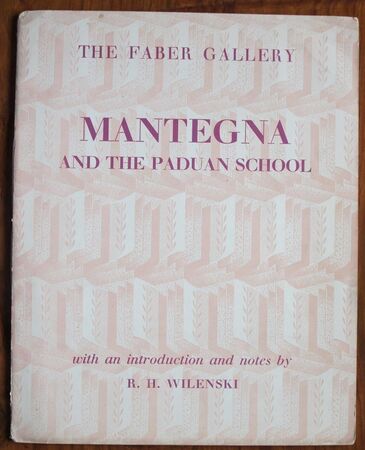 THE FABER GALLERY
MANTEGNA
AND THE PADUAN SCHOOL
with an introduction and notes by
R. H. WILENSKI